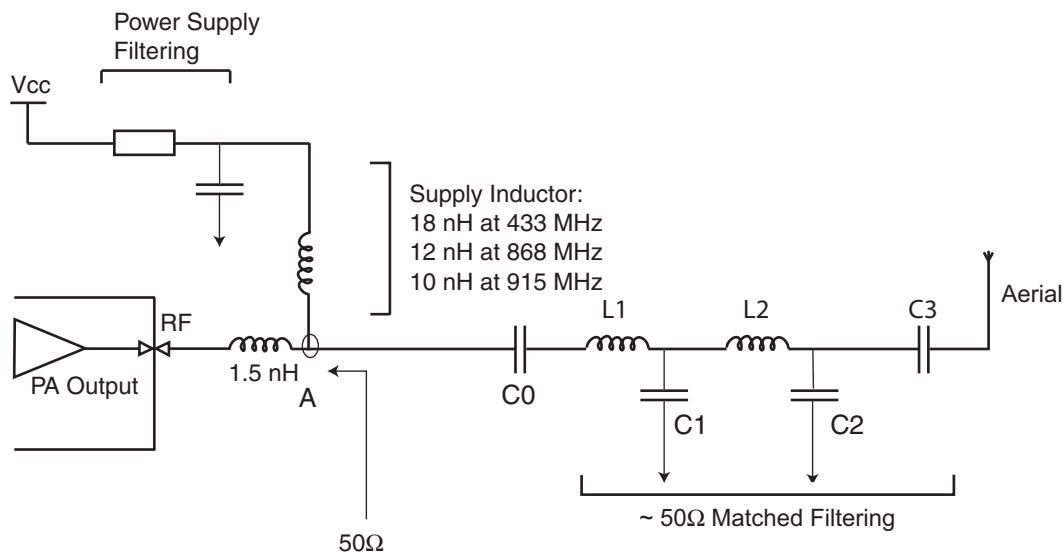 Power Supply
Filtering
Vcc
Supply Inductor:
18 nH at 433 MHz
12 nH at 868 MHz
10 nH at 915 MHz
Aerial
L1
L2
C3
RF
PA Output
1.5 nH
A
C0
C1
C2
~ 50Ω Matched Filtering
50Ω